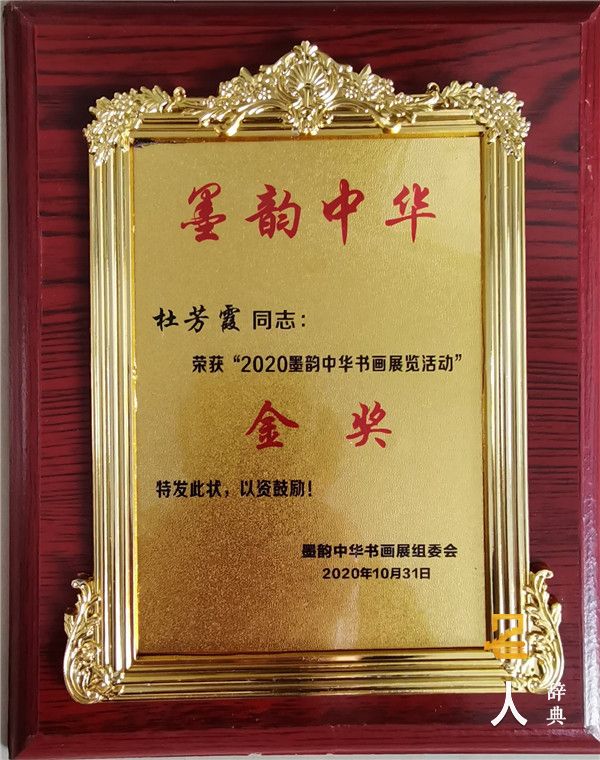 墨韵中华
杜芳霞 同志：
荣获“2020墨韵中华书画展览活动”
金 奖
特发此状，以资鼓励！
墨韵中华书画展组委会
2020年10月31日
名人辞典